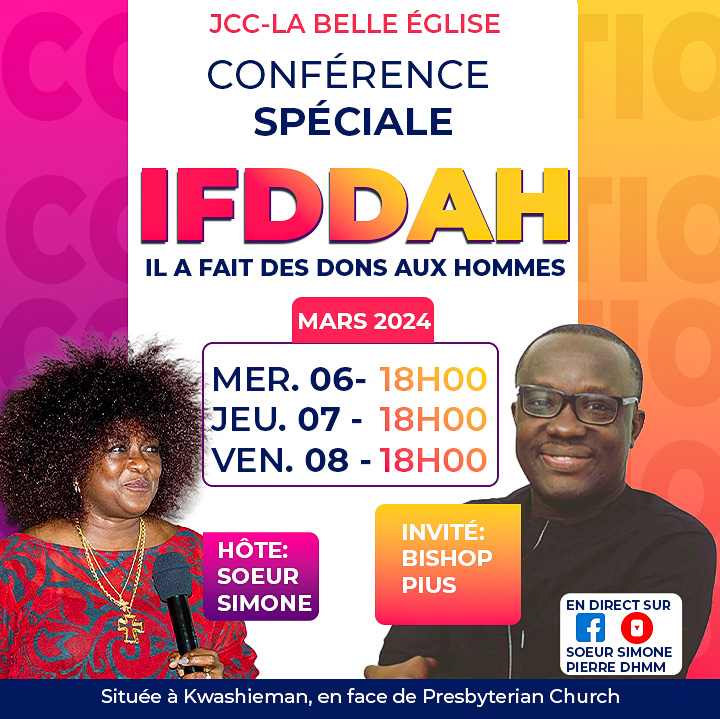 JCC-LA BELLE ÉGLISE
CONFÉRENCE
SPÉCIALE
IFDDAH
IL A FAIT DES DONS AUX HOMMES
MARS 2024
MER. 06- 18H00
JEU. 07 - 18H00
VEN. 08 - 18H00
HÔTE:
SOEUR
SIMONE
INVITÉ:
BISHOP
PIUS
EN DIRECT SUR
SOEUR SIMONE
PIERRE DHMM
Située à Kwashieman, en face de Presbyterian Church